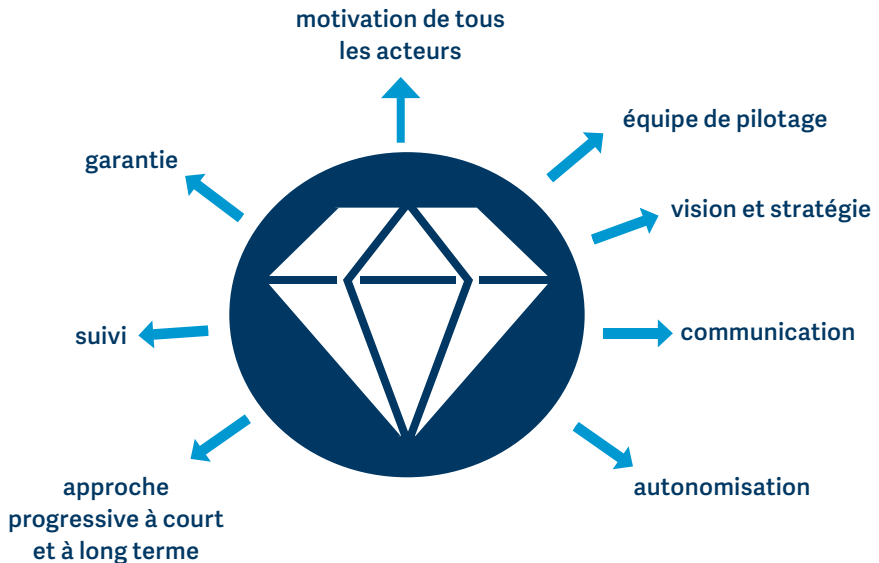 motivation de tous
les acteurs
équipe de pilotage
garantie
vision et stratégie
suivi
communication
approche
progressive à court
et à long terme
autonomisation